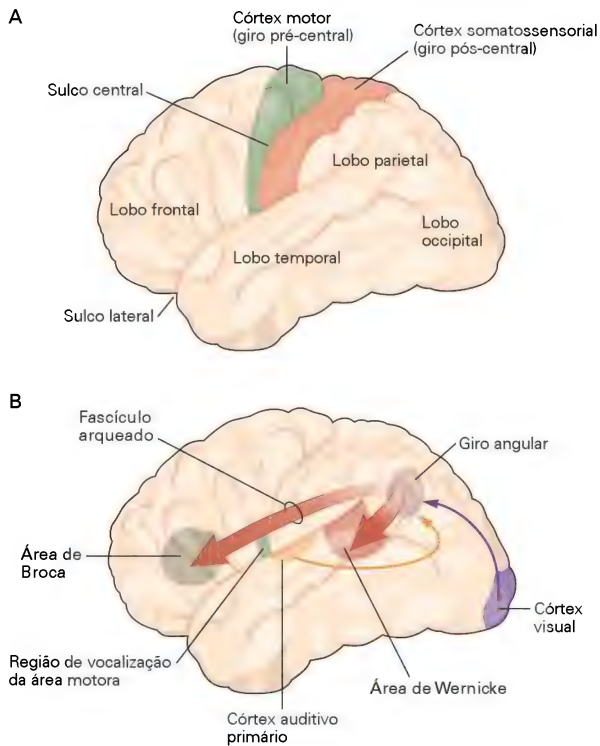 A
Córtex motor
(giro pré-central)
Córtex somatossensorial
(giro pós-central)
Sulco central
Lobo parietal
Lobo frontal
Lobo
occipital
Lobo temporal
Sulco lateral
B
Fascículo
arqueado
Giro angular
Área de
Broca
Córtex
visual
Região de vocalização
da área motora
Área de Wernicke
Córtex auditivo
primário